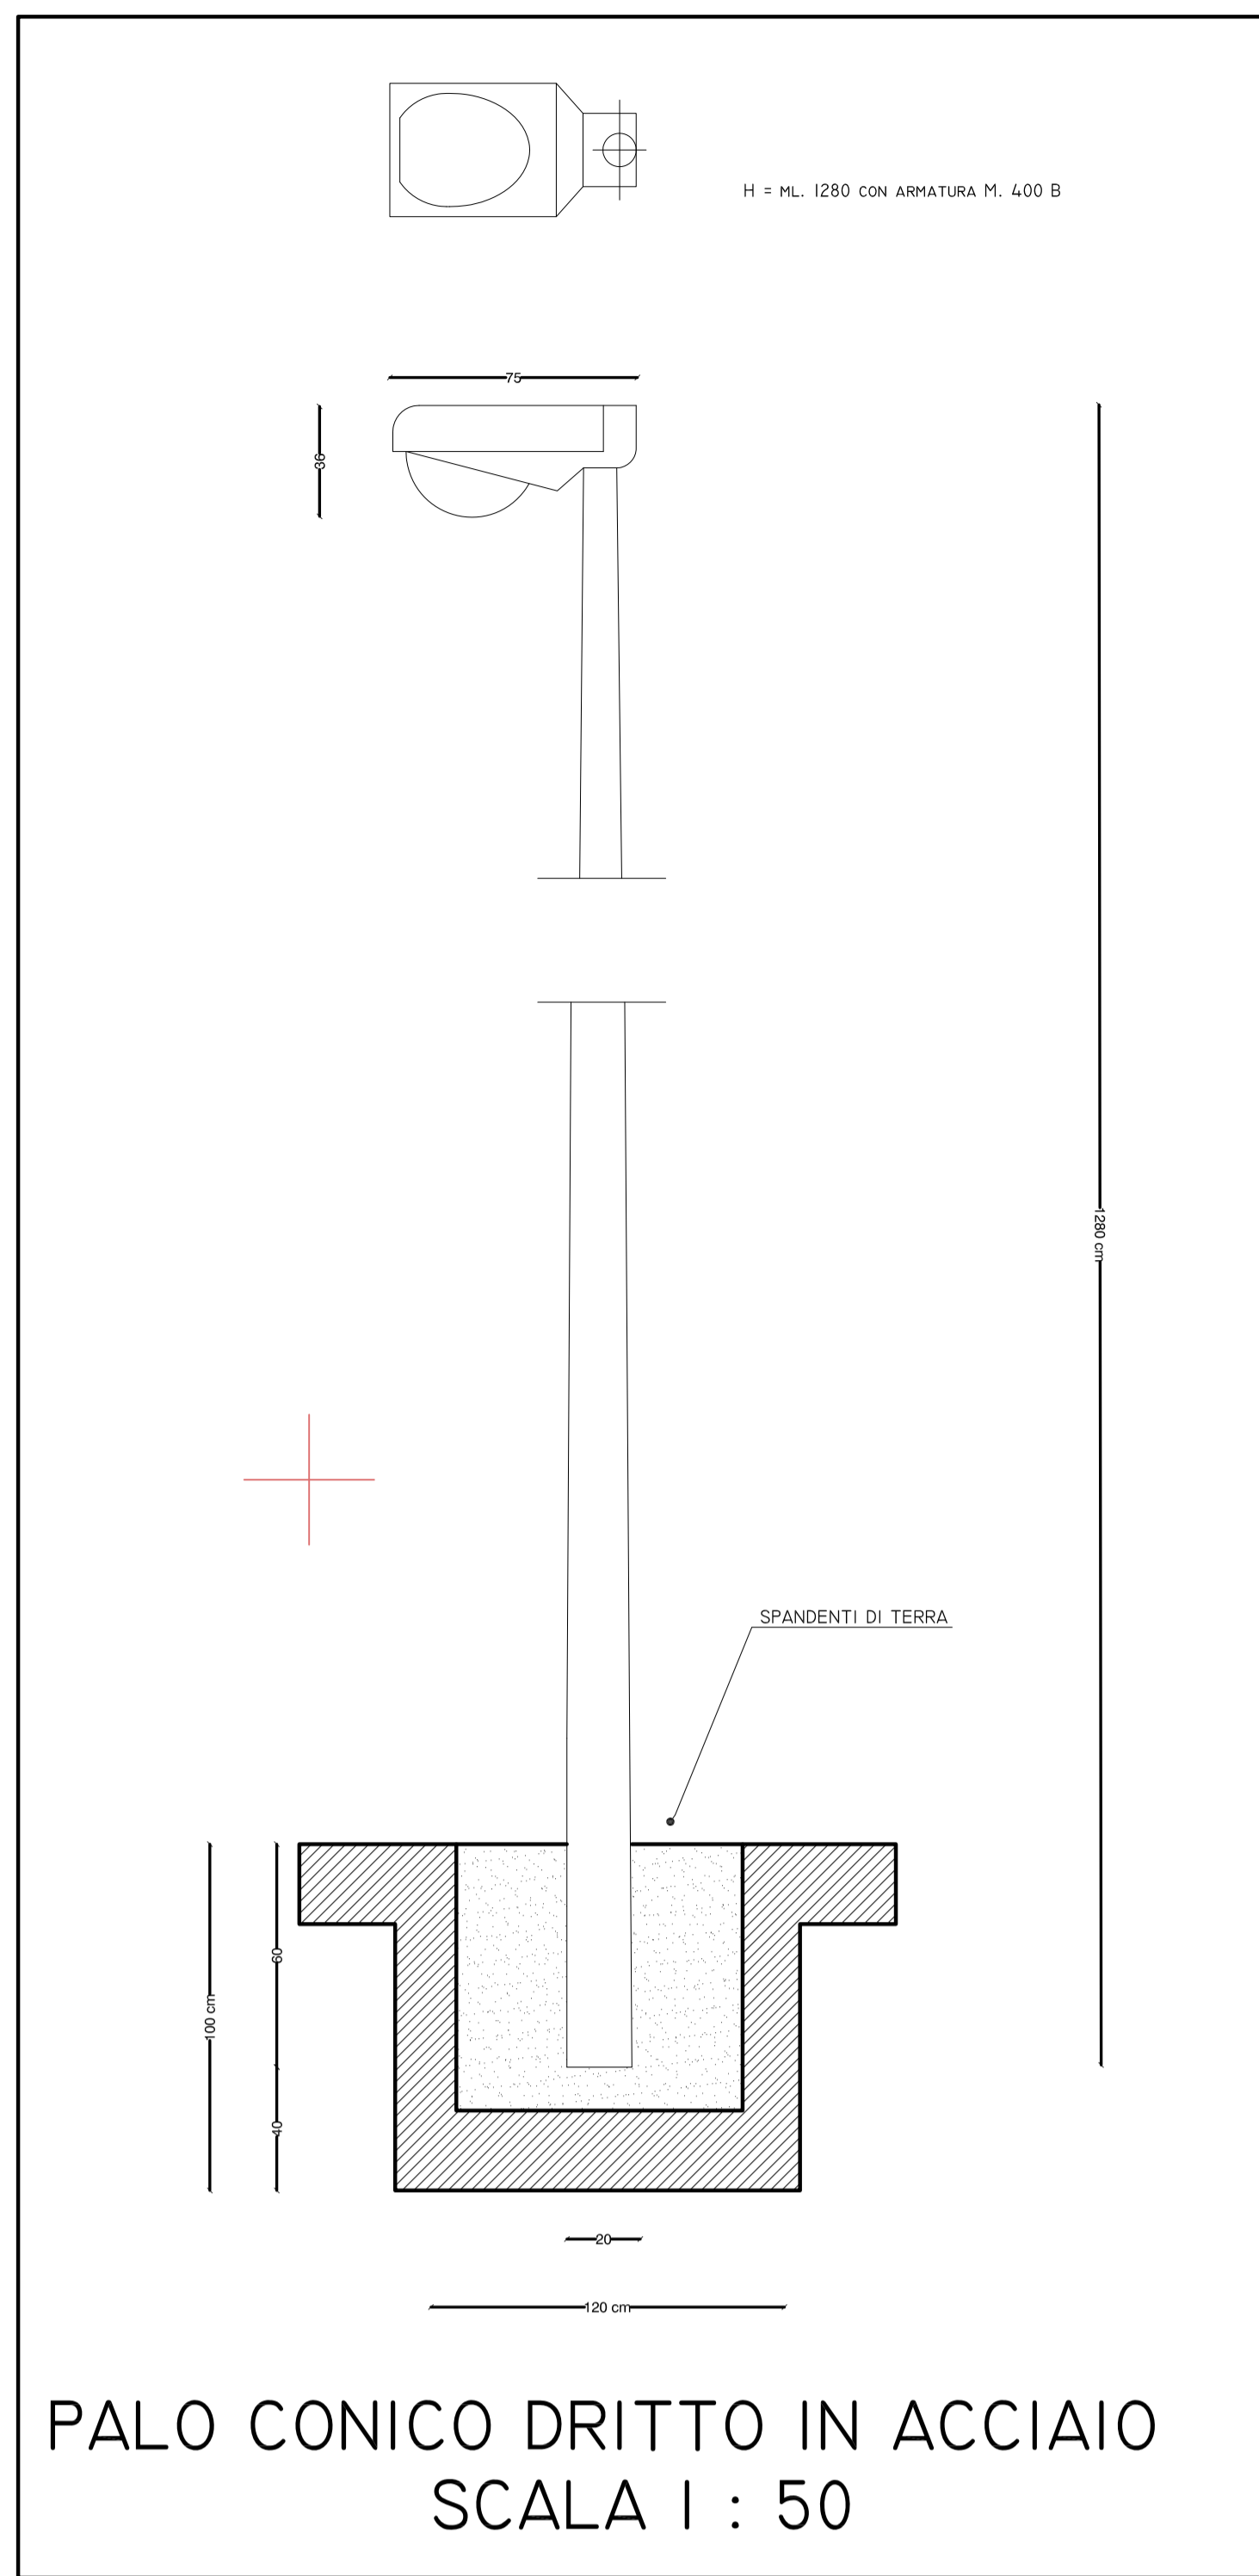 H = ML. 1280 CON ARMATURA M. 400 B
75
36
1280 cm
SPANDENTI DI TERRA
60
100 cm
40
20
120 cm
PALO CONICO DRITTO IN ACCIAIO
SCALA 1 : 50